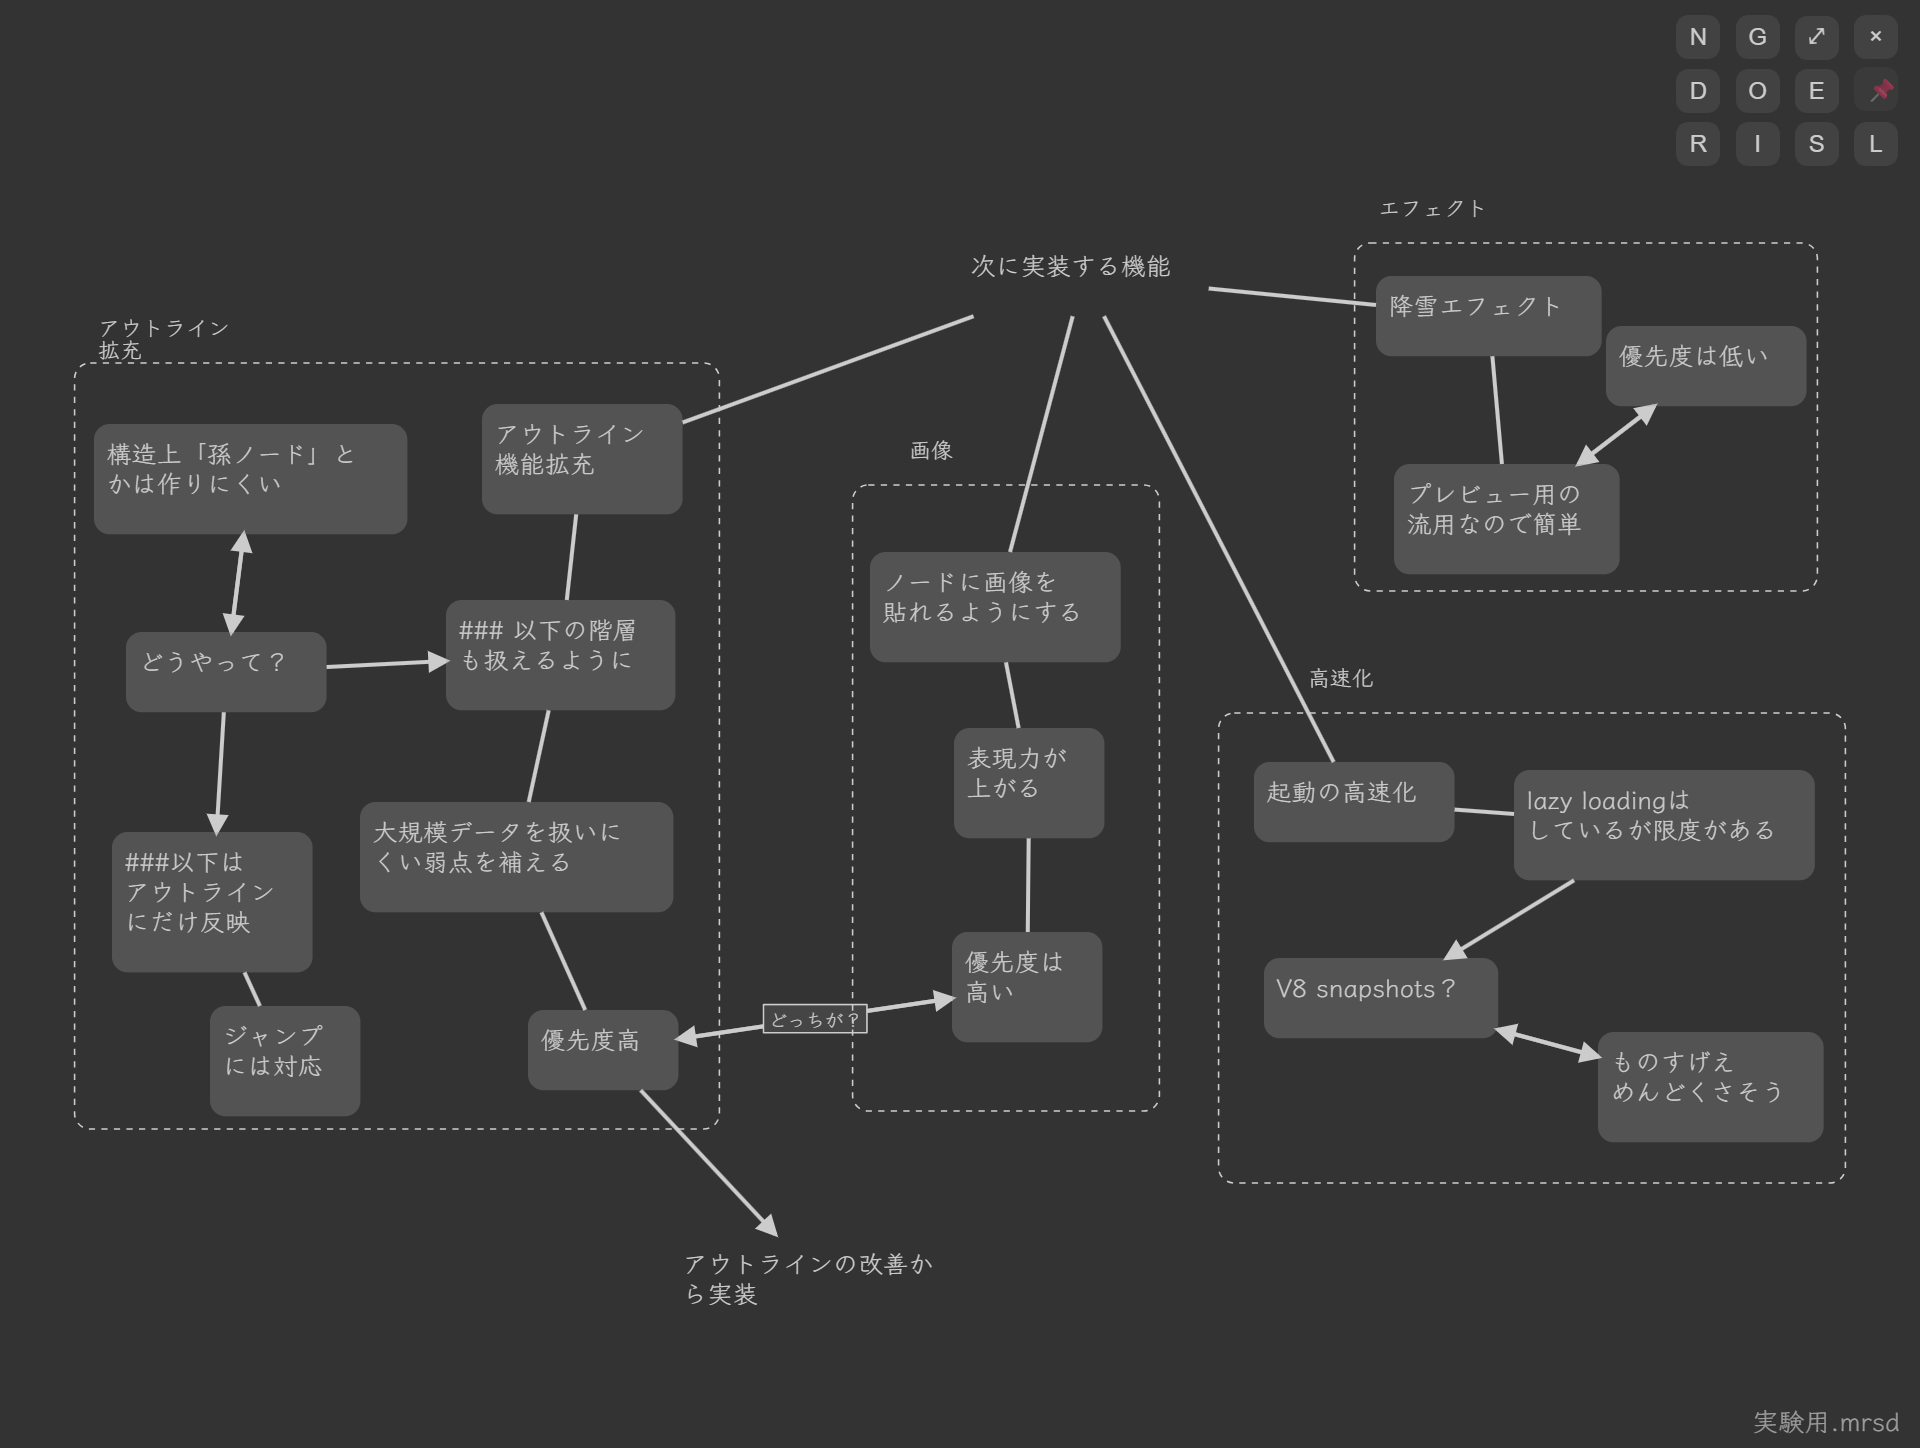 N G ⤢ ×
D O E 📌
R I S L
次に実装する機能
アウトライン
拡充
アウトライン
機能拡充
構造上「孫ノード」と
かは作りにくい
どうやって？
### 以下の階層
も扱えるように
大規模データを扱いに
くい弱点を補える
###以下は
アウトライン
にだけ反映
ジャンプ
には対応
優先度高
どっちが？
画像
ノードに画像を
貼れるようにする
表現力が
上がる
優先度は
高い
エフェクト
降雪エフェクト
優先度は低い
プレビュー用の
流用なので簡単
高速化
起動の高速化
lazy loadingは
しているが限度がある
V8 snapshots？
ものすげえ
めんどくさそう
アウトラインの改善か
ら実装
実験用.mrsd